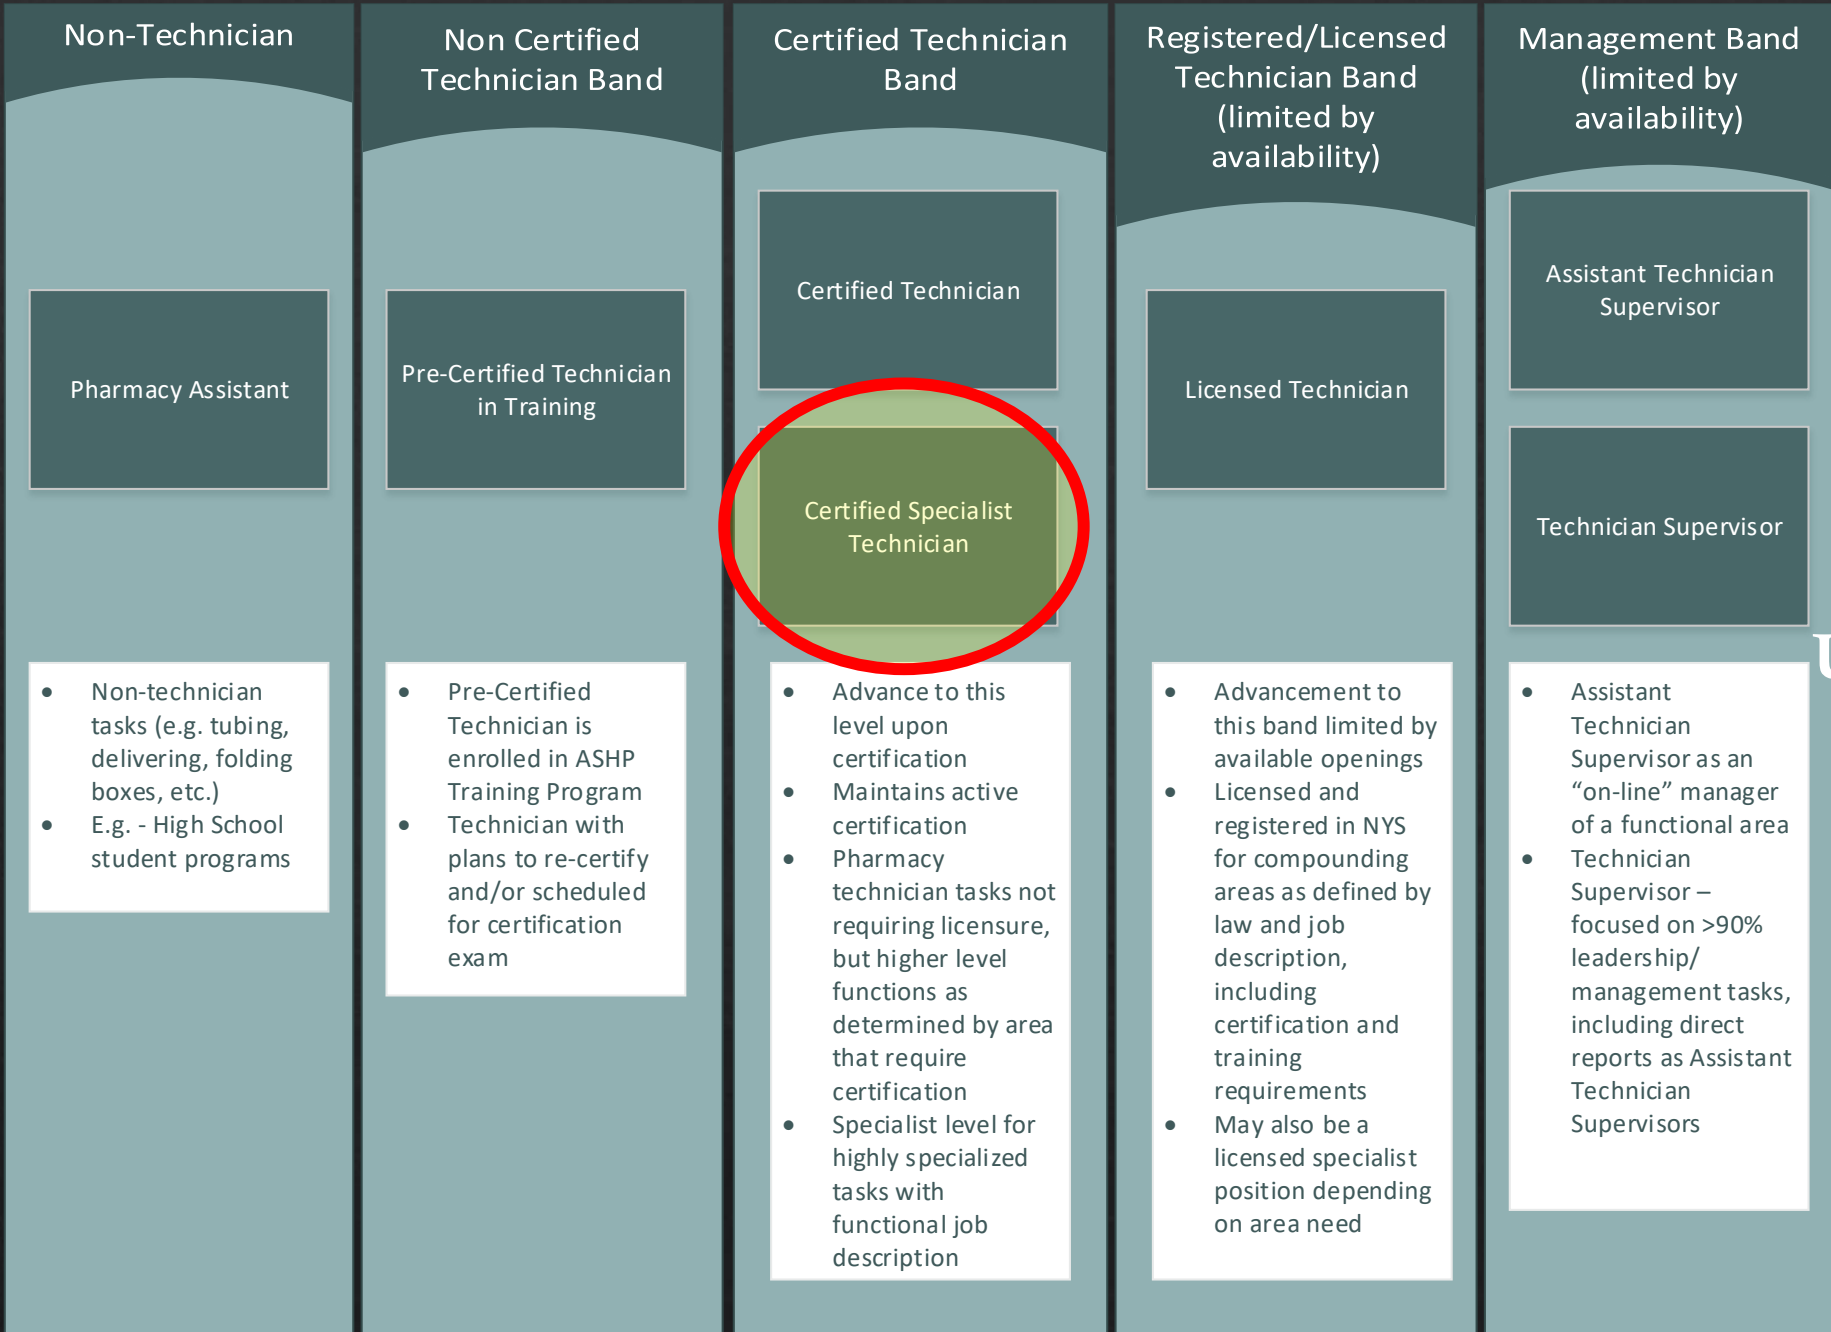 Non-Technician
Pharmacy Assistant
• Non-technician
tasks (e.g. tubing,
delivering, folding
boxes, etc.)
• E.g. - High School
student programs
Non Certified
Technician Band
Pre-Certified Technician
in Training
• Pre-Certified
Technician is
enrolled in ASHP
Training Program
• Technician with
plans to re-certify
and/or scheduled
for certification
exam
Certified Technician
Band
Certified Technician
Certified Specialist
Technician
• Advance to this
level upon
certification
• Maintains active
certification
• Pharmacy
technician tasks not
requiring licensure,
but higher level
functions as
determined by area
that require
certification
• Specialist level for
highly specialized
tasks with
functional job
description
Registered/Licensed
Technician Band
(limited by
availability)
Licensed Technician
• Advancement to
this band limited by
available openings
• Licensed and
registered in NYS
for compounding
areas as defined by
law and job
description,
including
certification and
training
requirements
• May also be a
licensed specialist
position depending
on area need
Management Band
(limited by
availability)
Assistant Technician
Supervisor
Technician Supervisor
• Assistant
Technician
Supervisor as an
“on-line” manager
of a functional area
• Technician
Supervisor –
focused on >90%
leadership/
management tasks,
including direct
reports as Assistant
Technician
Supervisors